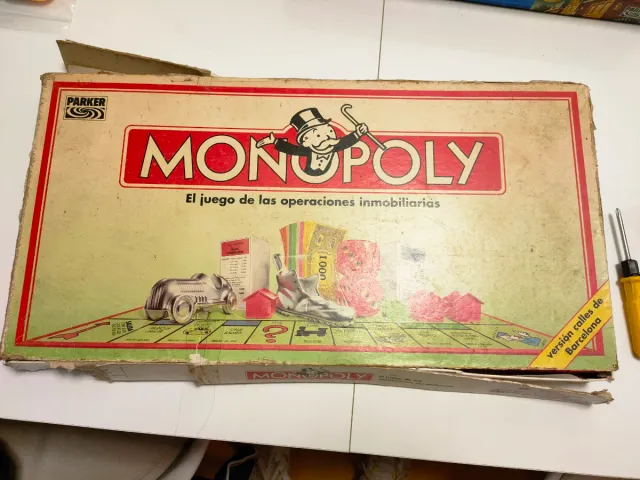 PARKER
MONOPOLY
El juego de las operaciones inmobiliarias
1000
versión calles de
Barcelona
MONOPOLY